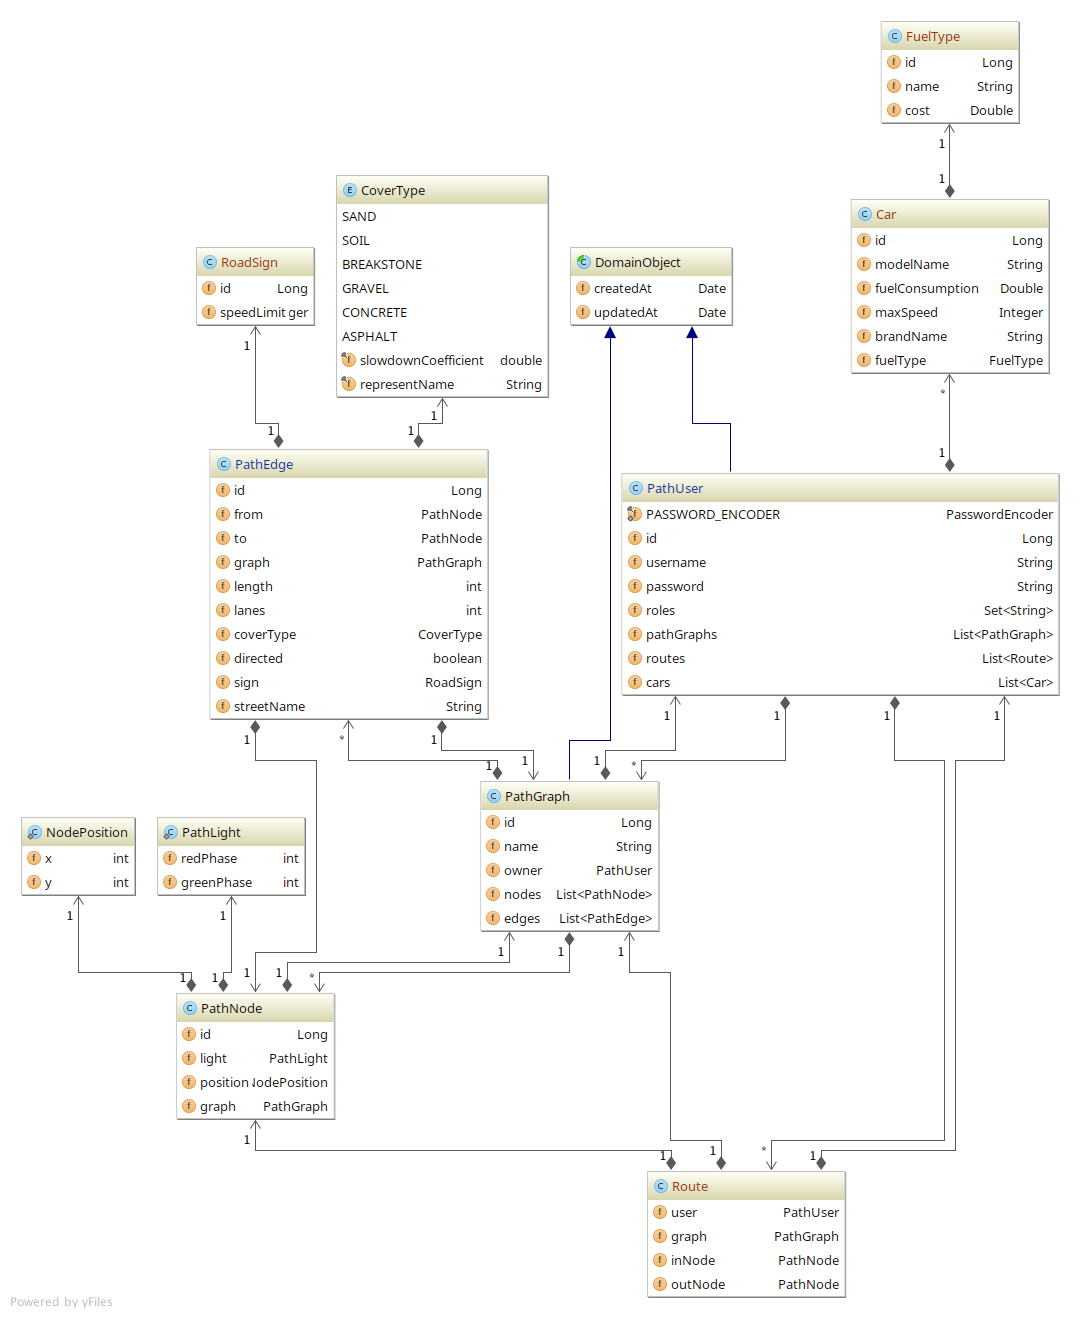 FuelType
id Long
name String
cost Double
1
1
Car
id Long
modelName String
fuelConsumption Double
maxSpeed Integer
brandName String
fuelType FuelType
*
1
CoverType
SAND
SOIL
BREAKSTONE
GRAVEL
CONCRETE
ASPHALT
slowdownCoefficient double
representName String
1
1
RoadSign
id Long
speedLimit ger
1
1
DomainObject
createdAt Date
updatedAt Date
PathEdge
id Long
from PathNode
to PathNode
graph PathGraph
length int
lanes int
coverType CoverType
directed boolean
sign RoadSign
streetName String
1 * 1
1 1
PathUser
PASSWORD_ENCODER PasswordEncoder
id Long
username String
password String
roles Set<String>
pathGraphs List<PathGraph>
routes List<Route>
cars List<Car>
1 1 1 1
1 *
PathGraph
id Long
name String
owner PathUser
nodes List<PathNode>
edges List<PathEdge>
1 1 1
NodePosition
x int
y int
1
PathLight
redPhase int
greenPhase int
1
1 1 1 1 *
PathNode
id Long
light PathLight
position NodePosition
graph PathGraph
1
1 1 * 1
Route
user PathUser
graph PathGraph
inNode PathNode
outNode PathNode
Powered by yFiles